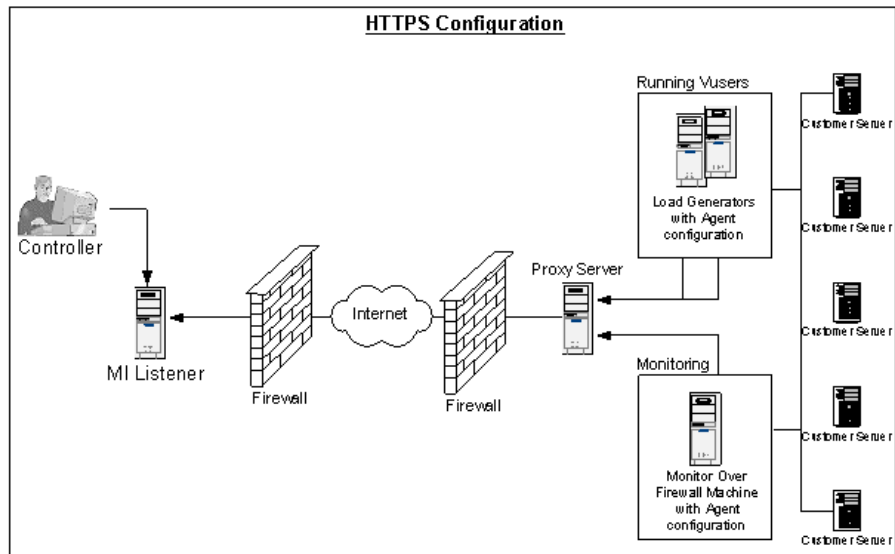 HTTPS Configuration
Running Vusers
Load Generators
with Agent
configuration
Customer Server
Customer Server
Customer Server
Customer Server
Customer Server
Controller
MI Listener
Firewall
Internet
Firewall
Proxy Server
Monitoring
Monitor Over
Firewall Machine
with Agent
configuration